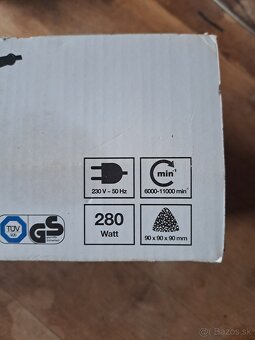 min⁻¹
230 V ~ 50 Hz
6000-11000 min⁻¹
TÜV
GS
280
Watt
90 x 90 x 90 mm
Bazos.sk